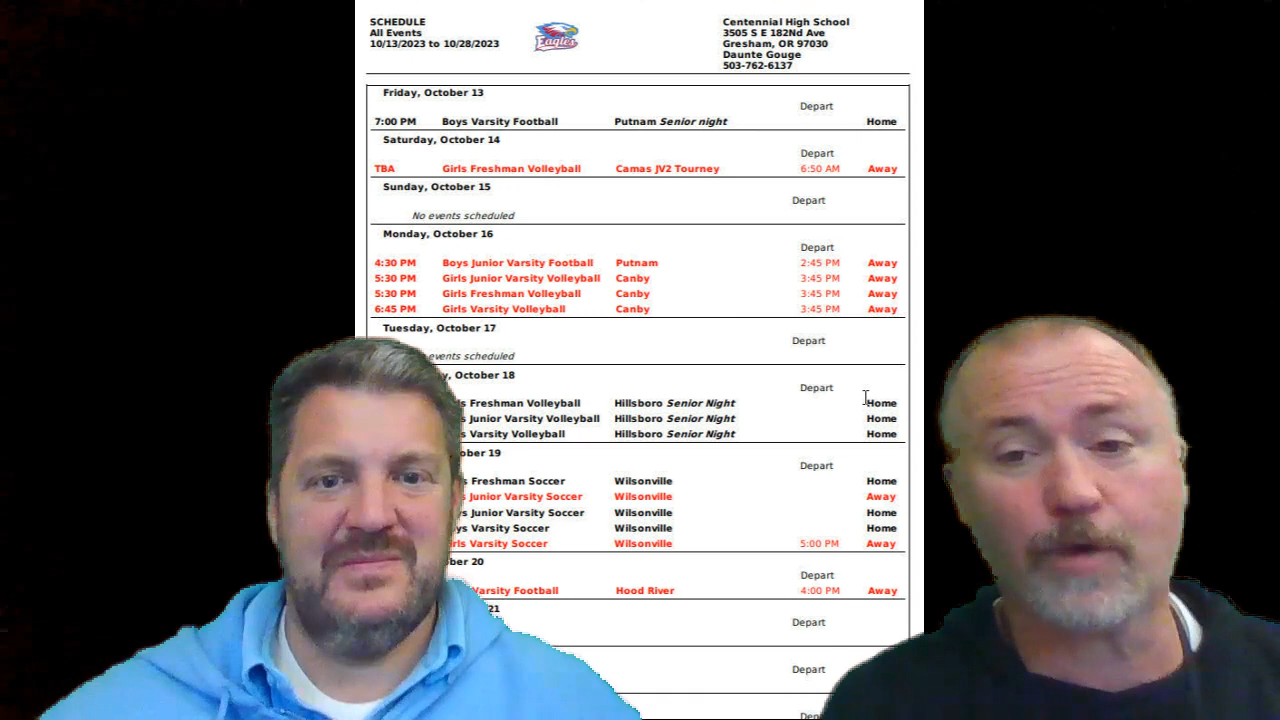 SCHEDULE
All Events
10/13/2023 to 10/28/2023
Eagles
Centennial High School
3505 S E 182Nd Ave
Gresham, OR 97030
Daunte Gouge
503-762-6137
Friday, October 13
Depart
7:00 PM Boys Varsity Football Putnam Senior night Home
Saturday, October 14
Depart
TBA Girls Freshman Volleyball Camas JV2 Tourney 6:50 AM Away
Sunday, October 15
Depart
No events scheduled
Monday, October 16
Depart
4:30 PM Boys Junior Varsity Football Putnam 2:45 PM Away
5:30 PM Girls Junior Varsity Volleyball Canby 3:45 PM Away
5:30 PM Girls Freshman Volleyball Canby 3:45 PM Away
6:45 PM Girls Varsity Volleyball Canby 3:45 PM Away
Tuesday, October 17
Depart
events scheduled
October 18
Depart
Freshman Volleyball Hillsboro Senior Night Home
Junior Varsity Volleyball Hillsboro Senior Night Home
Varsity Volleyball Hillsboro Senior Night Home
19
Depart
Freshman Soccer Wilsonville Home
Junior Varsity Soccer Wilsonville Away
Junior Varsity Soccer Wilsonville Home
Varsity Soccer Wilsonville Home
Varsity Soccer Wilsonville 5:00 PM Away
20
Depart
Varsity Football Hood River 4:00 PM Away
21
Depart
Depart